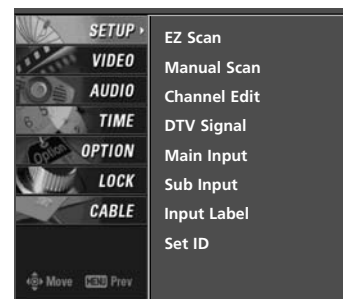 SETUP
VIDEO
AUDIO
TIME
OPTION
LOCK
CABLE
Move MENU Prev
EZ Scan
Manual Scan
Channel Edit
DTV Signal
Main Input
Sub Input
Input Label
Set ID